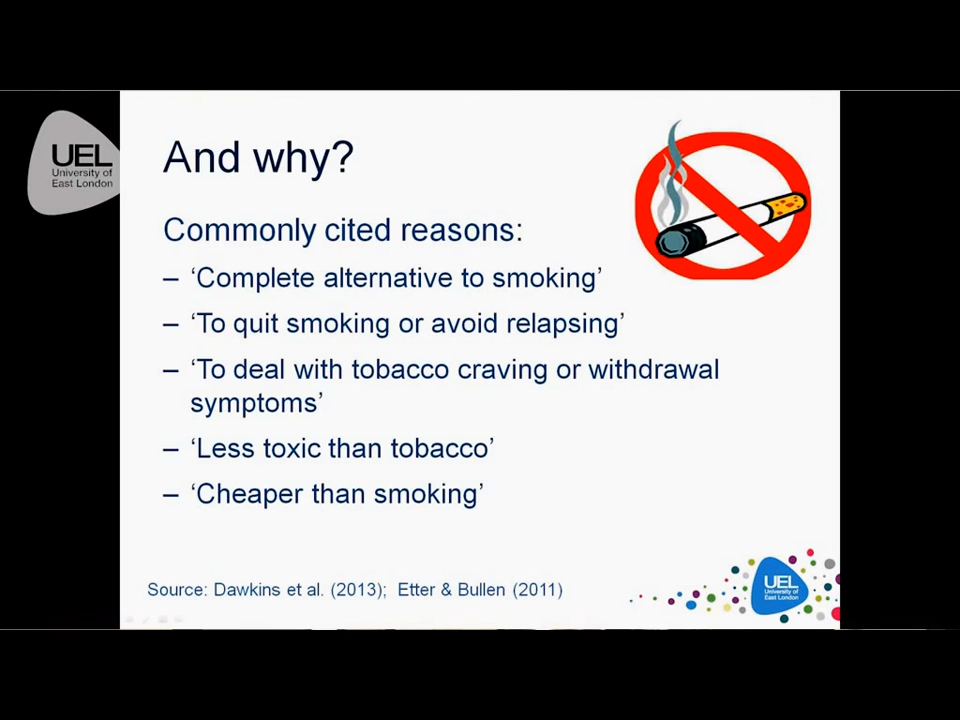 UEL
University of
East London
And why?
Commonly cited reasons:
– ‘Complete alternative to smoking’
– ‘To quit smoking or avoid relapsing’
– ‘To deal with tobacco craving or withdrawal
symptoms’
– ‘Less toxic than tobacco’
– ‘Cheaper than smoking’
Source: Dawkins et al. (2013); Etter & Bullen (2011)
UEL
University of
East London